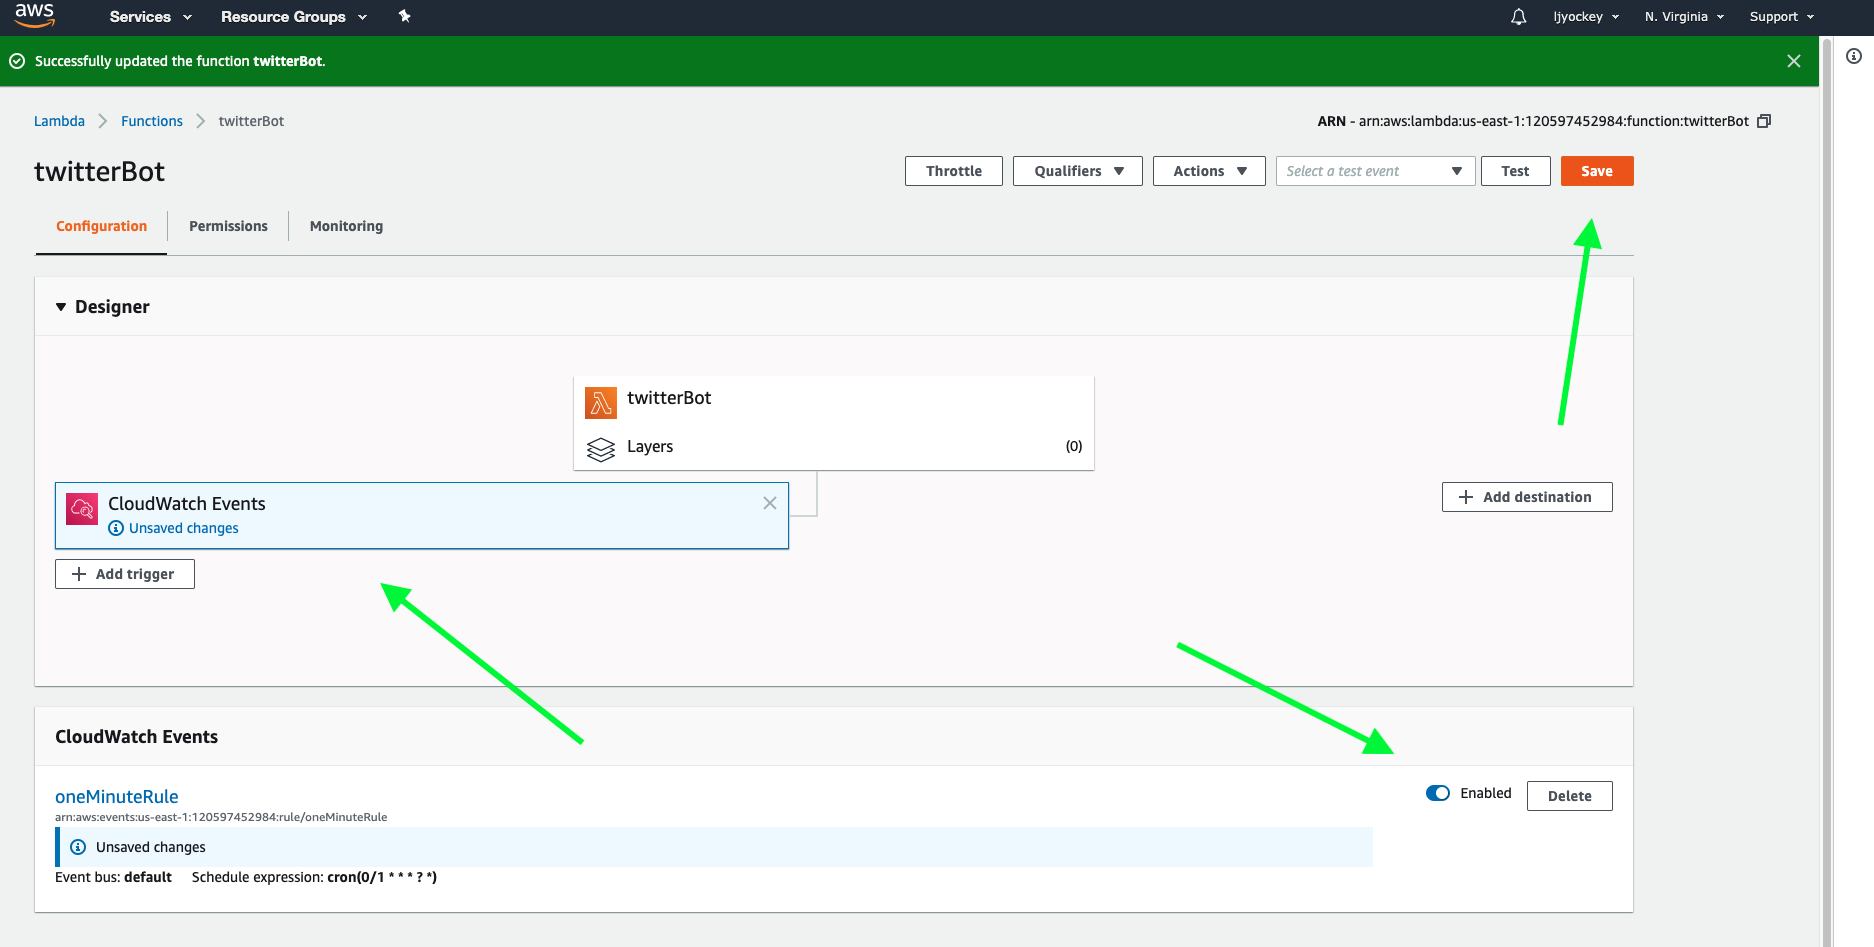 aws Services Resource Groups ljyockey N. Virginia Support
Successfully updated the function twitterBot.
Lambda Functions twitterBot
ARN - arn:aws:lambda:us-east-1:120597452984:function:twitterBot
twitterBot
Throttle Qualifiers Actions Select a test event Test Save
Configuration Permissions Monitoring
Designer
twitterBot
Layers (0)
CloudWatch Events
Unsaved changes
Add destination
Add trigger
CloudWatch Events
oneMinuteRule
Enabled Delete
arn:aws:events:us-east-1:120597452984:rule/oneMinuteRule
Unsaved changes
Event bus: default Schedule expression: cron(0/1 * * * ? *)